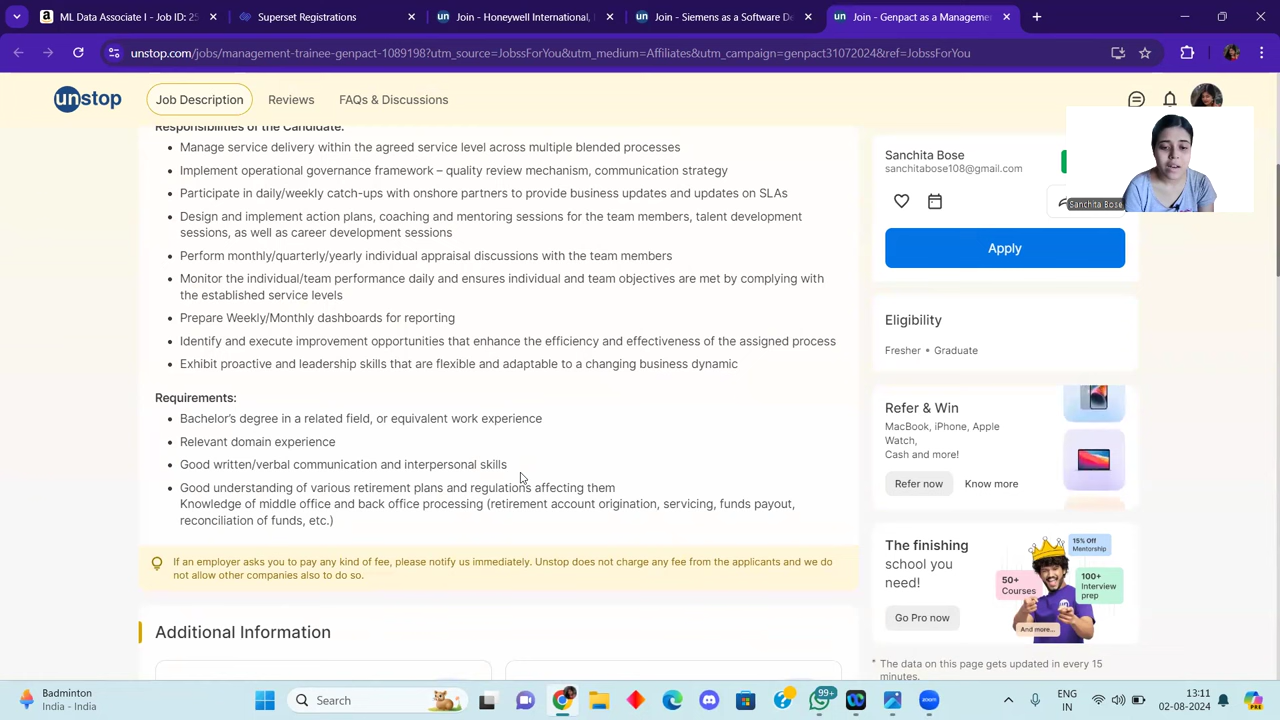 ML Data Associate I - Job ID: 25
Superset Registrations
Join - Honeywell International,
Join - Siemens as a Software De
Join - Genpact as a Manageme
unstop.com/jobs/management-trainee-genpact-1089198?utm_source=JobssForYou&utm_medium=Affiliates&utm_campaign=genpact31072024&ref=JobssForYou
unstop
Job Description
Reviews
FAQs & Discussions
Responsibilities of the Candidate:
Manage service delivery within the agreed service level across multiple blended processes
Implement operational governance framework – quality review mechanism, communication strategy
Participate in daily/weekly catch-ups with onshore partners to provide business updates and updates on SLAs
Design and implement action plans, coaching and mentoring sessions for the team members, talent development
sessions, as well as career development sessions
Perform monthly/quarterly/yearly individual appraisal discussions with the team members
Monitor the individual/team performance daily and ensures individual and team objectives are met by complying with
the established service levels
Prepare Weekly/Monthly dashboards for reporting
Identify and execute improvement opportunities that enhance the efficiency and effectiveness of the assigned process
Exhibit proactive and leadership skills that are flexible and adaptable to a changing business dynamic
Requirements:
Bachelor's degree in a related field, or equivalent work experience
Relevant domain experience
Good written/verbal communication and interpersonal skills
Good understanding of various retirement plans and regulations affecting them
Knowledge of middle office and back office processing (retirement account origination, servicing, funds payout,
reconciliation of funds, etc.)
If an employer asks you to pay any kind of fee, please notify us immediately. Unstop does not charge any fee from the applicants and we do
not allow other companies also to do so.
Additional Information
Sanchita Bose
sanchitabose108@gmail.com
Sanchita Bose
Apply
Eligibility
Fresher • Graduate
Refer & Win
MacBook, iPhone, Apple
Watch,
Cash and more!
Refer now
Know more
The finishing
school you
need!
Go Pro now
15% Off
Mentorship
50+
Courses
100+
Interview
prep
And more...
* The data on this page gets updated in every 15
minutes.
Badminton
India - India
Search
99+
ENG
IN
13:11
02-08-2024
PRE